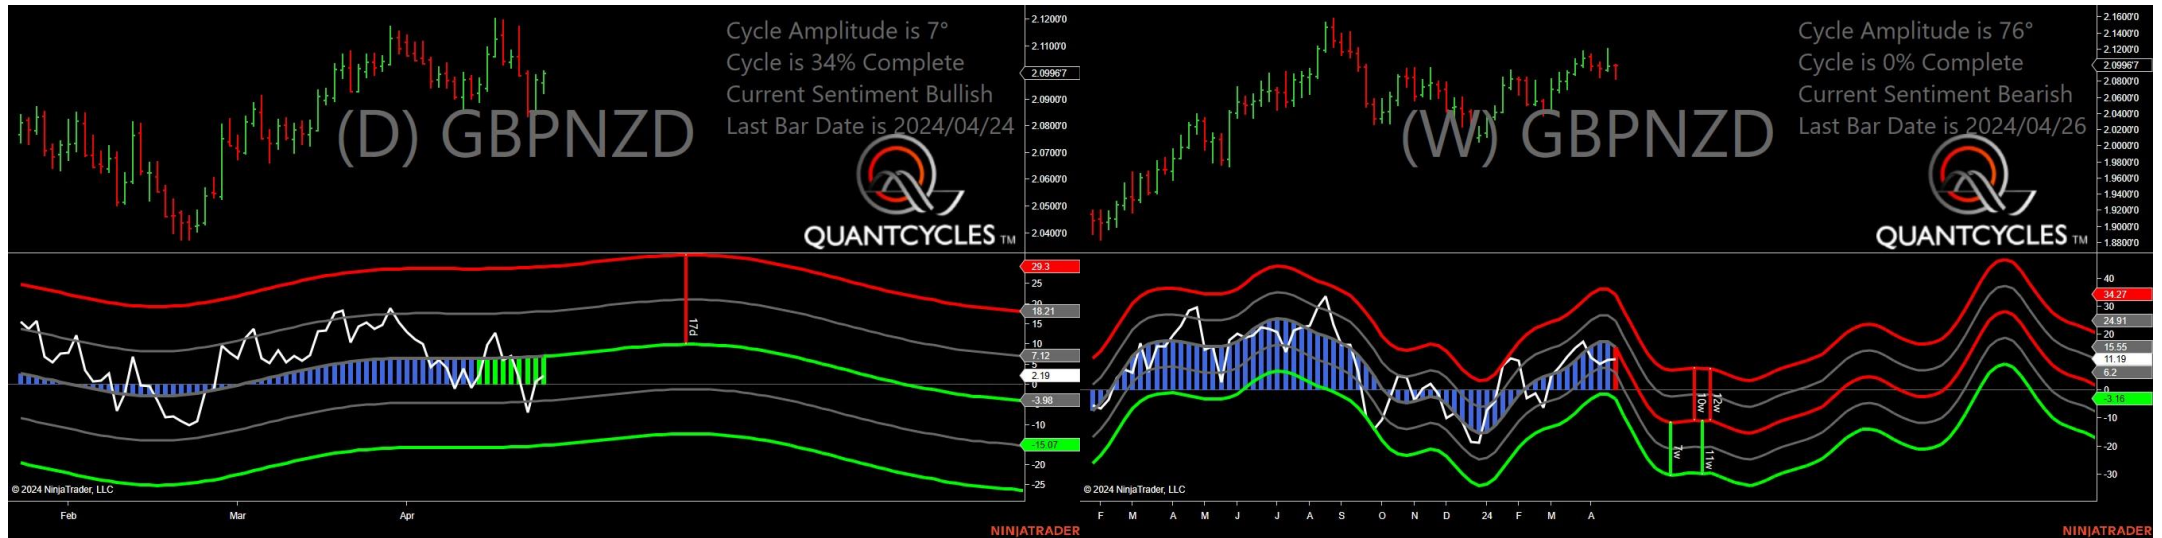 Cycle Amplitude is 7°
Cycle is 34% Complete
Current Sentiment Bullish
Last Bar Date is 2024/04/24
(D) GBPNZD
QUANTCYCLES TM
2.1200'0
2.1100'0
2.0996'7
2.0900'0
2.0800'0
2.0700'0
2.0600'0
2.0500'0
2.0400'0
29.3
25
20
18.21
15
10
7.12
5
2.19
0
-3.98
-10
-15.07
-20
-25
17d
© 2024 NinjaTrader, LLC
Feb Mar Apr
NINJATRADER
Cycle Amplitude is 76°
Cycle is 0% Complete
Current Sentiment Bearish
Last Bar Date is 2024/04/26
(W) GBPNZD
QUANTCYCLES TM
2.1600'0
2.1400'0
2.1200'0
2.0996'7
2.0800'0
2.0600'0
2.0400'0
2.0200'0
2.0000'0
1.9800'0
1.9600'0
1.9400'0
1.9200'0
1.9000'0
1.8800'0
40
34.27
30
24.91
20
15.55
11.19
6.2
0
-3.16
-10
-20
-30
10w 12w
7w 11w
© 2024 NinjaTrader, LLC
F M A M J J A S O N D 24 F M A
NINJATRADER